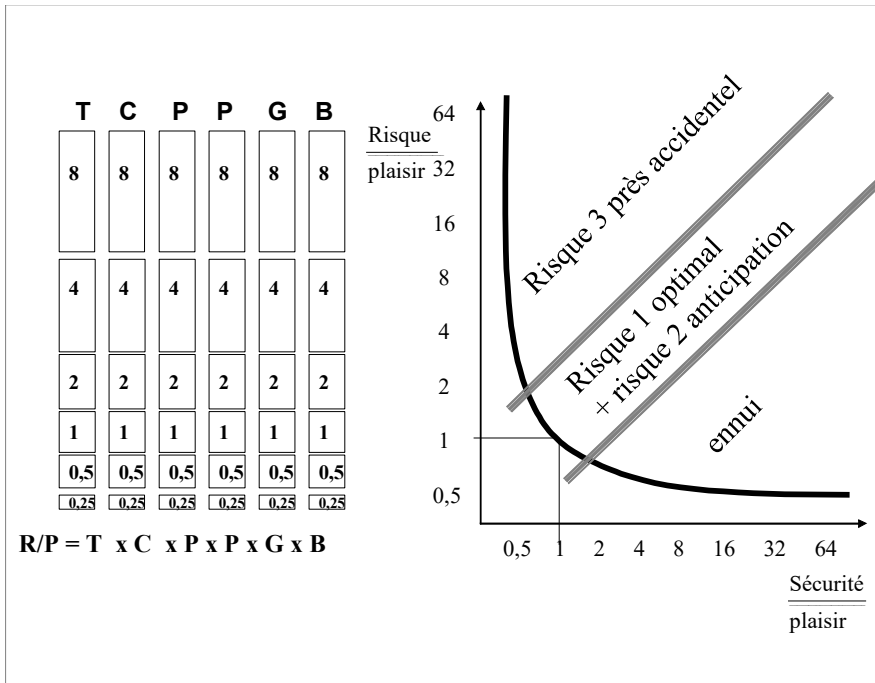 T C P P G B
8 8 8 8 8 8
4 4 4 4 4 4
2 2 2 2 2 2
1 1 1 1 1 1
0,5 0,5 0,5 0,5 0,5 0,5
0,25 0,25 0,25 0,25 0,25 0,25
R/P = T x C x P x P x G x B
Risque
plaisir
64
32
16
8
4
2
1
0,5
Risque 3 près accidentel
Risque 1 optimal
+ risque 2 anticipation
ennui
0,5 1 2 4 8 16 32 64
Sécurité
plaisir